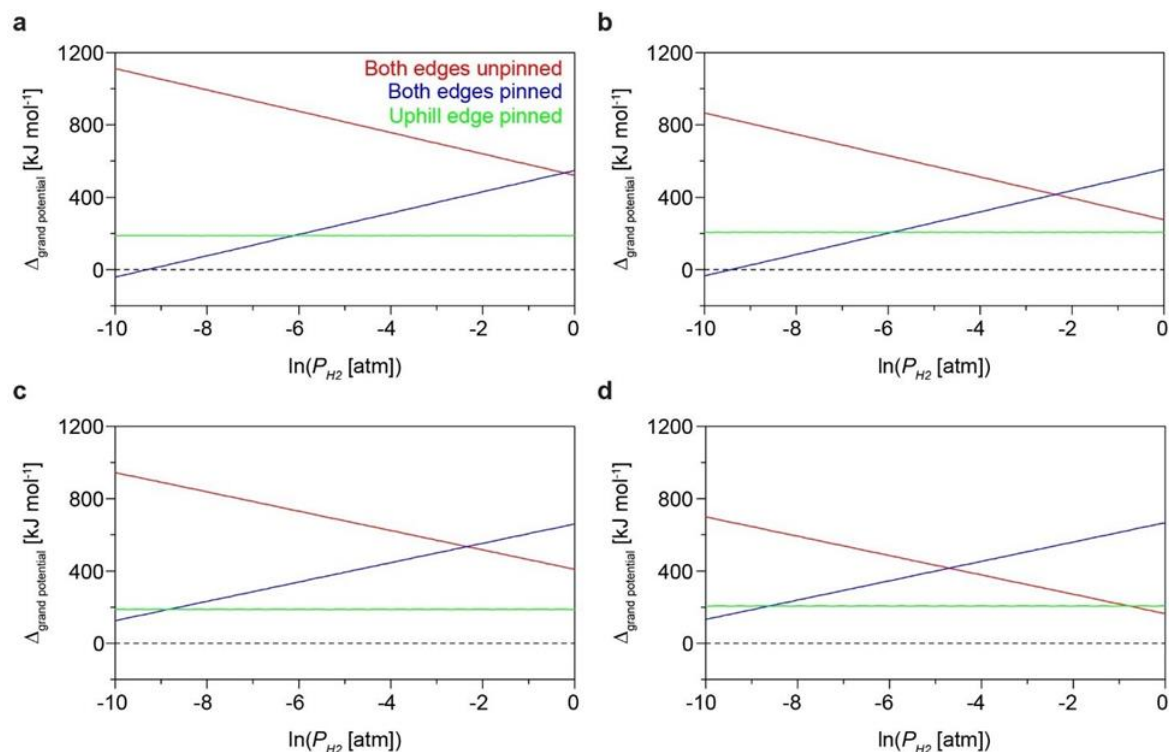 a
1200
800
400
0
Δgrand potential [kJ mol-1]
Both edges unpinned
Both edges pinned
Uphill edge pinned
-10 -8 -6 -4 -2 0
ln(PH2 [atm])
b
1200
800
400
0
Δgrand potential [kJ mol-1]
-10 -8 -6 -4 -2 0
ln(PH2 [atm])
c
1200
800
400
0
Δgrand potential [kJ mol-1]
-10 -8 -6 -4 -2 0
ln(PH2 [atm])
d
1200
800
400
0
Δgrand potential [kJ mol-1]
-10 -8 -6 -4 -2 0
ln(PH2 [atm])